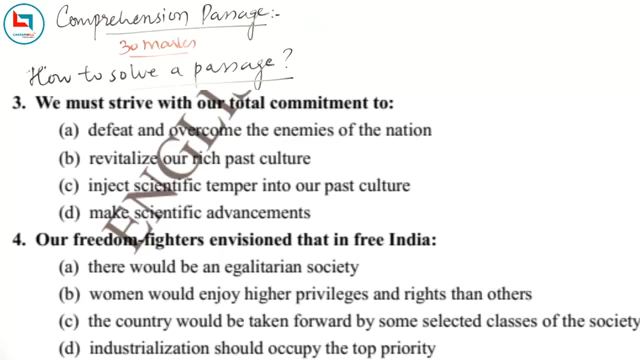 Comprehension Passage:-
30 marks
How to solve a passage?
3. We must strive with our total commitment to:
(a) defeat and overcome the enemies of the nation
(b) revitalize our rich past culture
(c) inject scientific temper into our past culture
(d) make scientific advancements
4. Our freedom-fighters envisioned that in free India:
(a) there would be an egalitarian society
(b) women would enjoy higher privileges and rights than others
(c) the country would be taken forward by some selected classes of the society
(d) industrialization should occupy the top priority